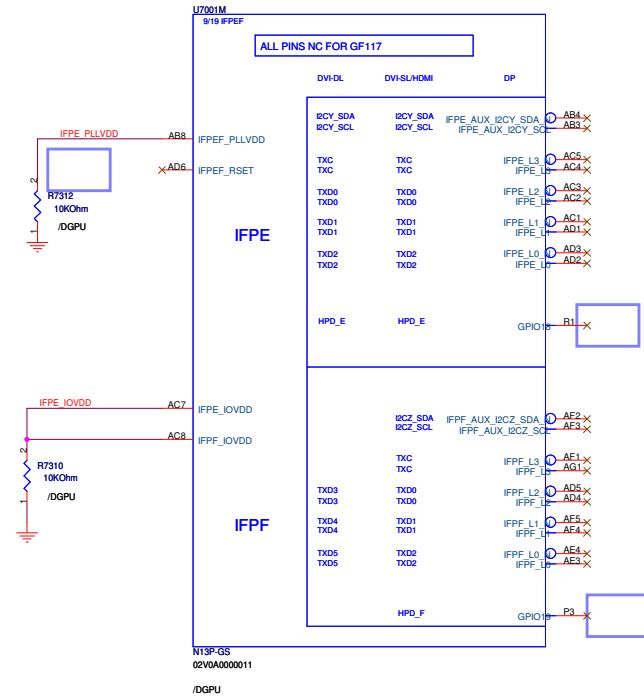 U7001M
9/19 IFPEF
ALL PINS NC FOR GF117
DVI-DL DVI-SL/HDMI DP
I2CY_SDA I2CY_SDA IFPE_AUX_I2CY_SDA_N AB4
I2CY_SCL I2CY_SCL IFPE_AUX_I2CY_SCL AB3
IFPE_PLLVDD AB8 IFPEF_PLLVDD
TXC TXC IFPE_L3_N AC5
TXC TXC IFPE_L3 AC4
AD6 IFPEF_RSET
2
R7312
10KOhm
1
/DGPU
TXD0 TXD0 IFPE_L2_N AC3
TXD0 TXD0 IFPE_L2 AC2
TXD1 TXD1 IFPE_L1_N AC1
TXD1 TXD1 IFPE_L1 AD1
IFPE
TXD2 TXD2 IFPE_L0_N AD3
TXD2 TXD2 IFPE_L0 AD2
HPD_E HPD_E
GPIO18 R1
IFPE_IOVDD AC7 IFPE_IOVDD
AC8 IFPF_IOVDD
2
R7310
10KOhm
1
/DGPU
I2CZ_SDA IFPF_AUX_I2CZ_SDA_N AF2
I2CZ_SCL IFPF_AUX_I2CZ_SCL AF3
TXC IFPF_L3_N AF1
TXC IFPF_L3 AG1
TXD3 TXD0 IFPF_L2_N AD5
TXD3 TXD0 IFPF_L2 AD4
TXD4 TXD1 IFPF_L1_N AF5
TXD4 TXD1 IFPF_L1 AF4
IFPF
TXD5 TXD2 IFPF_L0_N AE4
TXD5 TXD2 IFPF_L0 AE3
HPD_F
GPIO19 P3
N13P-GS
02V0A0000011
/DGPU